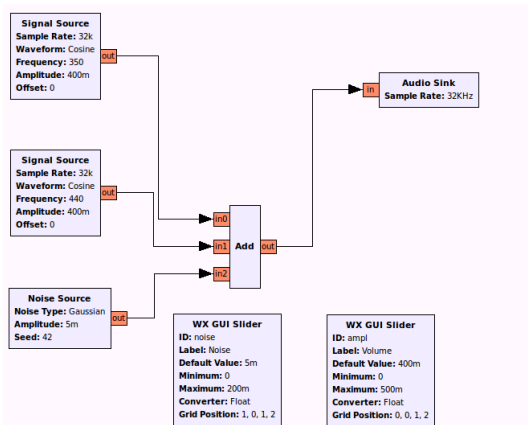 Signal Source
Sample Rate: 32k
Waveform: Cosine
Frequency: 350
Amplitude: 400m
Offset: 0
out
Audio Sink
Sample Rate: 32KHz
in
Signal Source
Sample Rate: 32k
Waveform: Cosine
Frequency: 440
Amplitude: 400m
Offset: 0
out
in0
in1
in2
Add
out
Noise Source
Noise Type: Gaussian
Amplitude: 5m
Seed: 42
out
WX GUI Slider
ID: noise
Label: Noise
Default Value: 5m
Minimum: 0
Maximum: 200m
Converter: Float
Grid Position: 1, 0, 1, 2
WX GUI Slider
ID: ampl
Label: Volume
Default Value: 400m
Minimum: 0
Maximum: 500m
Converter: Float
Grid Position: 0, 0, 1, 2